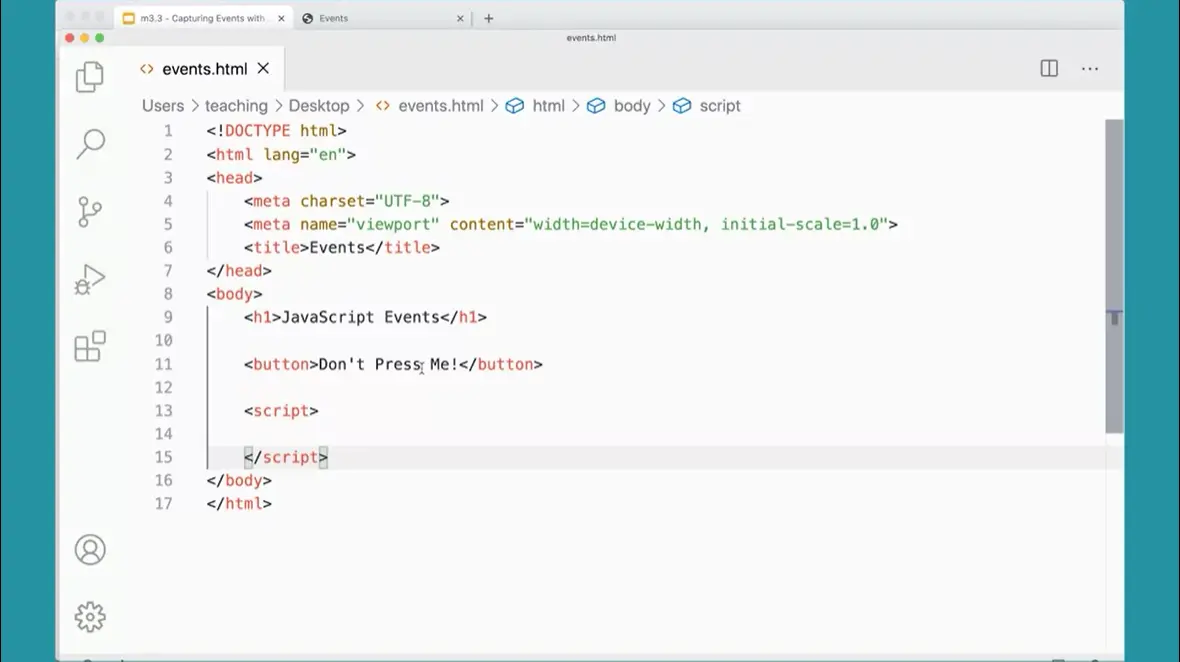 m3.3 - Capturing Events with
Events
events.html
events.html
Users > teaching > Desktop > <> events.html > html > body > script
1 <!DOCTYPE html>
2 <html lang="en">
3 <head>
4 <meta charset="UTF-8">
5 <meta name="viewport" content="width=device-width, initial-scale=1.0">
6 <title>Events</title>
7 </head>
8 <body>
9 <h1>JavaScript Events</h1>
10
11 <button>Don't Press Me!</button>
12
13 <script>
14
15 </script>
16 </body>
17 </html>